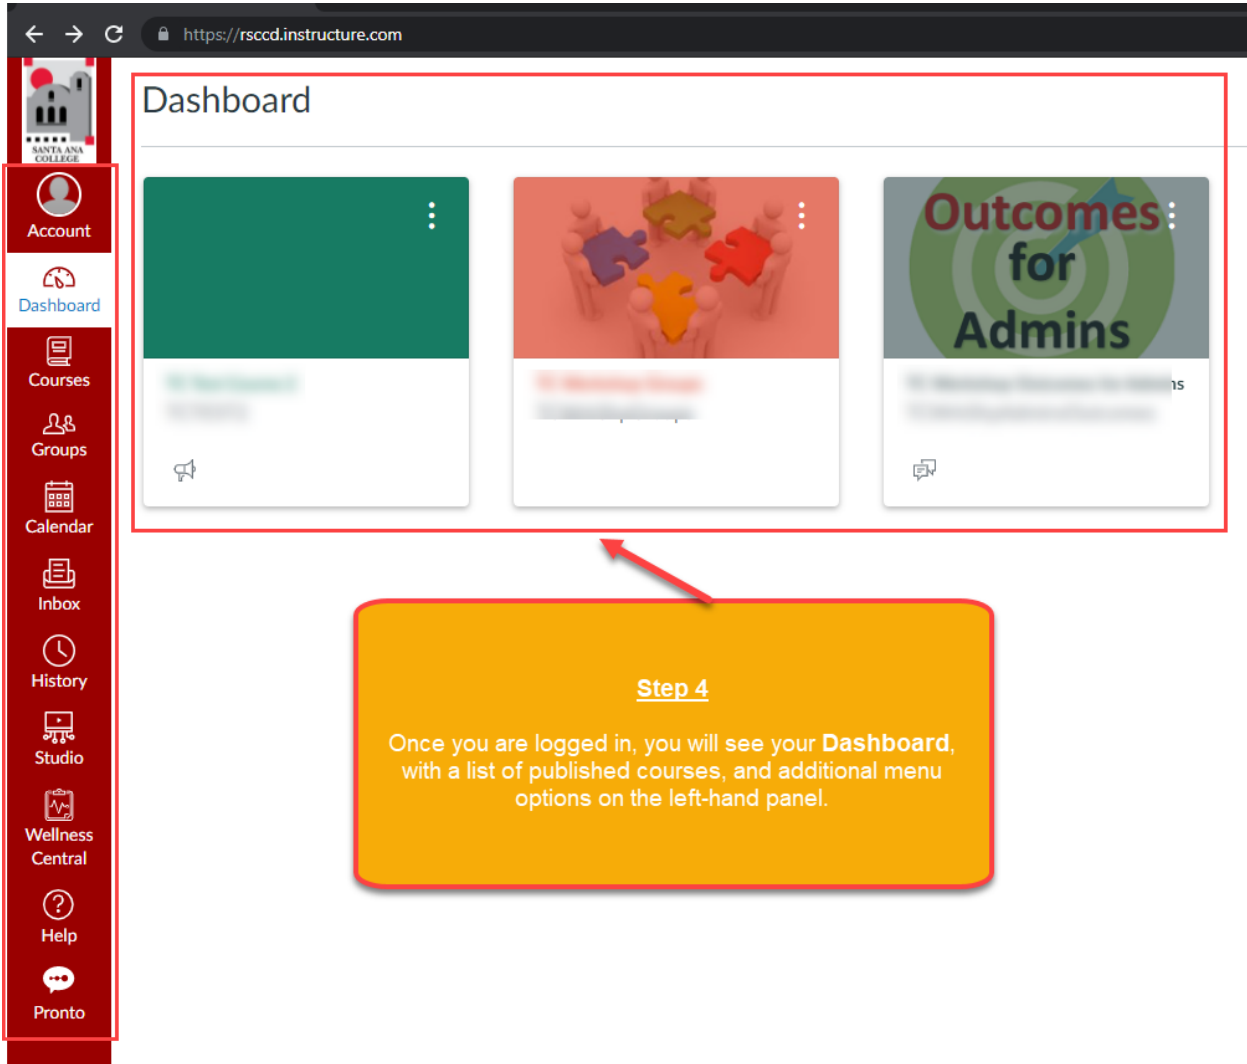 https://rsccd.instructure.com
SANTA ANA
COLLEGE
Dashboard
Account
Dashboard
Courses
Groups
Calendar
Inbox
History
Studio
Wellness
Central
Help
Pronto
Outcomes
for
Admins
Step 4
Once you are logged in, you will see your Dashboard,
with a list of published courses, and additional menu
options on the left-hand panel.